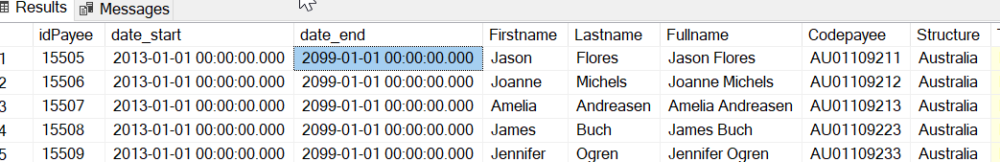 Results Messages
idPayee date_start date_end Firstname Lastname Fullname Codepayee Structure
1 15505 2013-01-01 00:00:00.000 2099-01-01 00:00:00.000 Jason Flores Jason Flores AU01109211 Australia
2 15506 2013-01-01 00:00:00.000 2099-01-01 00:00:00.000 Joanne Michels Joanne Michels AU01109212 Australia
3 15507 2013-01-01 00:00:00.000 2099-01-01 00:00:00.000 Amelia Andreasen Amelia Andreasen AU01109213 Australia
4 15508 2013-01-01 00:00:00.000 2099-01-01 00:00:00.000 James Buch James Buch AU01109223 Australia
5 15509 2013-01-01 00:00:00.000 2099-01-01 00:00:00.000 Jennifer Ogren Jennifer Ogren AU01109233 Australia